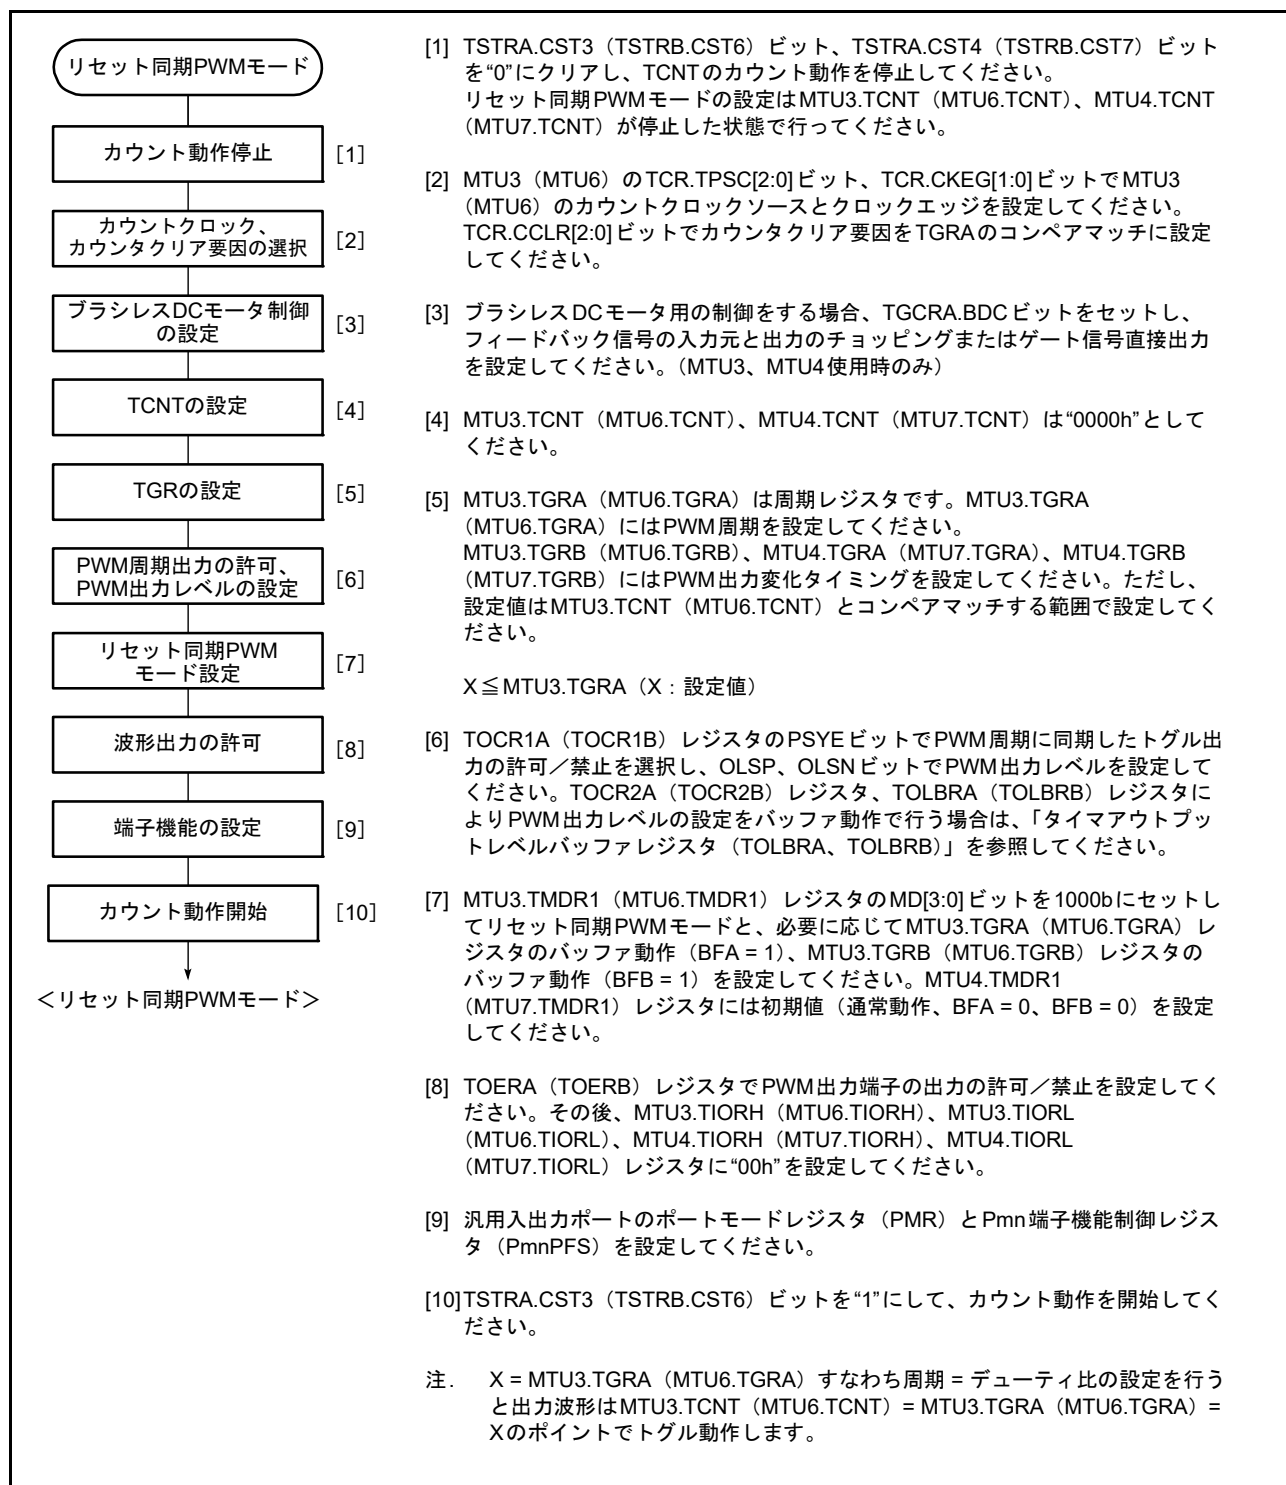 リセット同期PWMモード
カウント動作停止
[1]
カウントクロック、
カウンタクリア要因の選択
[2]
ブラシレスDCモータ制御
の設定
[3]
TCNTの設定
[4]
TGRの設定
[5]
PWM周期出力の許可、
PWM出力レベルの設定
[6]
リセット同期PWM
モード設定
[7]
波形出力の許可
[8]
端子機能の設定
[9]
カウント動作開始
[10]
＜リセット同期PWMモード＞
[1] TSTRA.CST3（TSTRB.CST6）ビット、TSTRA.CST4（TSTRB.CST7）ビット
を“0”にクリアし、TCNTのカウント動作を停止してください。
リセット同期PWMモードの設定はMTU3.TCNT（MTU6.TCNT）、MTU4.TCNT
（MTU7.TCNT）が停止した状態で行ってください。
[2] MTU3（MTU6）のTCR.TPSC[2:0]ビット、TCR.CKEG[1:0]ビットでMTU3
（MTU6）のカウントクロックソースとクロックエッジを設定してください。
TCR.CCLR[2:0]ビットでカウンタクリア要因をTGRAのコンペアマッチに設定
してください。
[3] ブラシレスDCモータ用の制御をする場合、TGCRA.BDCビットをセットし、
フィードバック信号の入力元と出力のチョッピングまたはゲート信号直接出力
を設定してください。（MTU3、MTU4使用時のみ）
[4] MTU3.TCNT（MTU6.TCNT）、MTU4.TCNT（MTU7.TCNT）は“0000h”として
ください。
[5] MTU3.TGRA（MTU6.TGRA）は周期レジスタです。MTU3.TGRA
（MTU6.TGRA）にはPWM周期を設定してください。
MTU3.TGRB（MTU6.TGRB）、MTU4.TGRA（MTU7.TGRA）、MTU4.TGRB
（MTU7.TGRB）にはPWM出力変化タイミングを設定してください。ただし、
設定値はMTU3.TCNT（MTU6.TCNT）とコンペアマッチする範囲で設定してく
ださい。
X≦MTU3.TGRA（X：設定値）
[6] TOCR1A（TOCR1B）レジスタのPSYEビットでPWM周期に同期したトグル出
力の許可／禁止を選択し、OLSP、OLSNビットでPWM出力レベルを設定して
ください。TOCR2A（TOCR2B）レジスタ、TOLBRA（TOLBRB）レジスタに
よりPWM出力レベルの設定をバッファ動作で行う場合は、「タイマアウトプッ
トレベルバッファレジスタ（TOLBRA、TOLBRB）」を参照してください。
[7] MTU3.TMDR1（MTU6.TMDR1）レジスタのMD[3:0]ビットを1000bにセットし
てリセット同期PWMモードと、必要に応じてMTU3.TGRA（MTU6.TGRA）レ
ジスタのバッファ動作（BFA = 1）、MTU3.TGRB（MTU6.TGRB）レジスタの
バッファ動作（BFB = 1）を設定してください。MTU4.TMDR1
（MTU7.TMDR1）レジスタには初期値（通常動作、BFA = 0、BFB = 0）を設定
してください。
[8] TOERA（TOERB）レジスタでPWM出力端子の出力の許可／禁止を設定してく
ださい。その後、MTU3.TIORH（MTU6.TIORH）、MTU3.TIORL
（MTU6.TIORL）、MTU4.TIORH（MTU7.TIORH）、MTU4.TIORL
（MTU7.TIORL）レジスタに“00h”を設定してください。
[9] 汎用入出力ポートのポートモードレジスタ（PMR）とPmn端子機能制御レジス
タ（PmnPFS）を設定してください。
[10]TSTRA.CST3（TSTRB.CST6）ビットを“1”にして、カウント動作を開始してく
ださい。
注． X = MTU3.TGRA（MTU6.TGRA）すなわち周期 = デューティ比の設定を行う
と出力波形はMTU3.TCNT（MTU6.TCNT）= MTU3.TGRA（MTU6.TGRA）=
Xのポイントでトグル動作します。